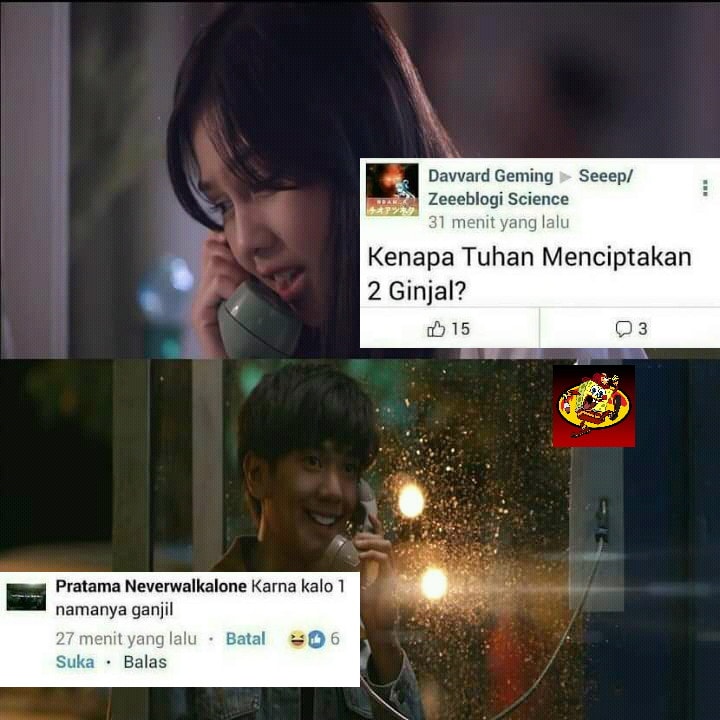 Davvard Geming ▶ Seeep/
Zeeeblogi Science
31 menit yang lalu
Kenapa Tuhan Menciptakan
2 Ginjal?
15
3
Pratama Neverwalkalone Karna kalo 1
namanya ganjil
27 menit yang lalu · Batal 6
Suka · Balas